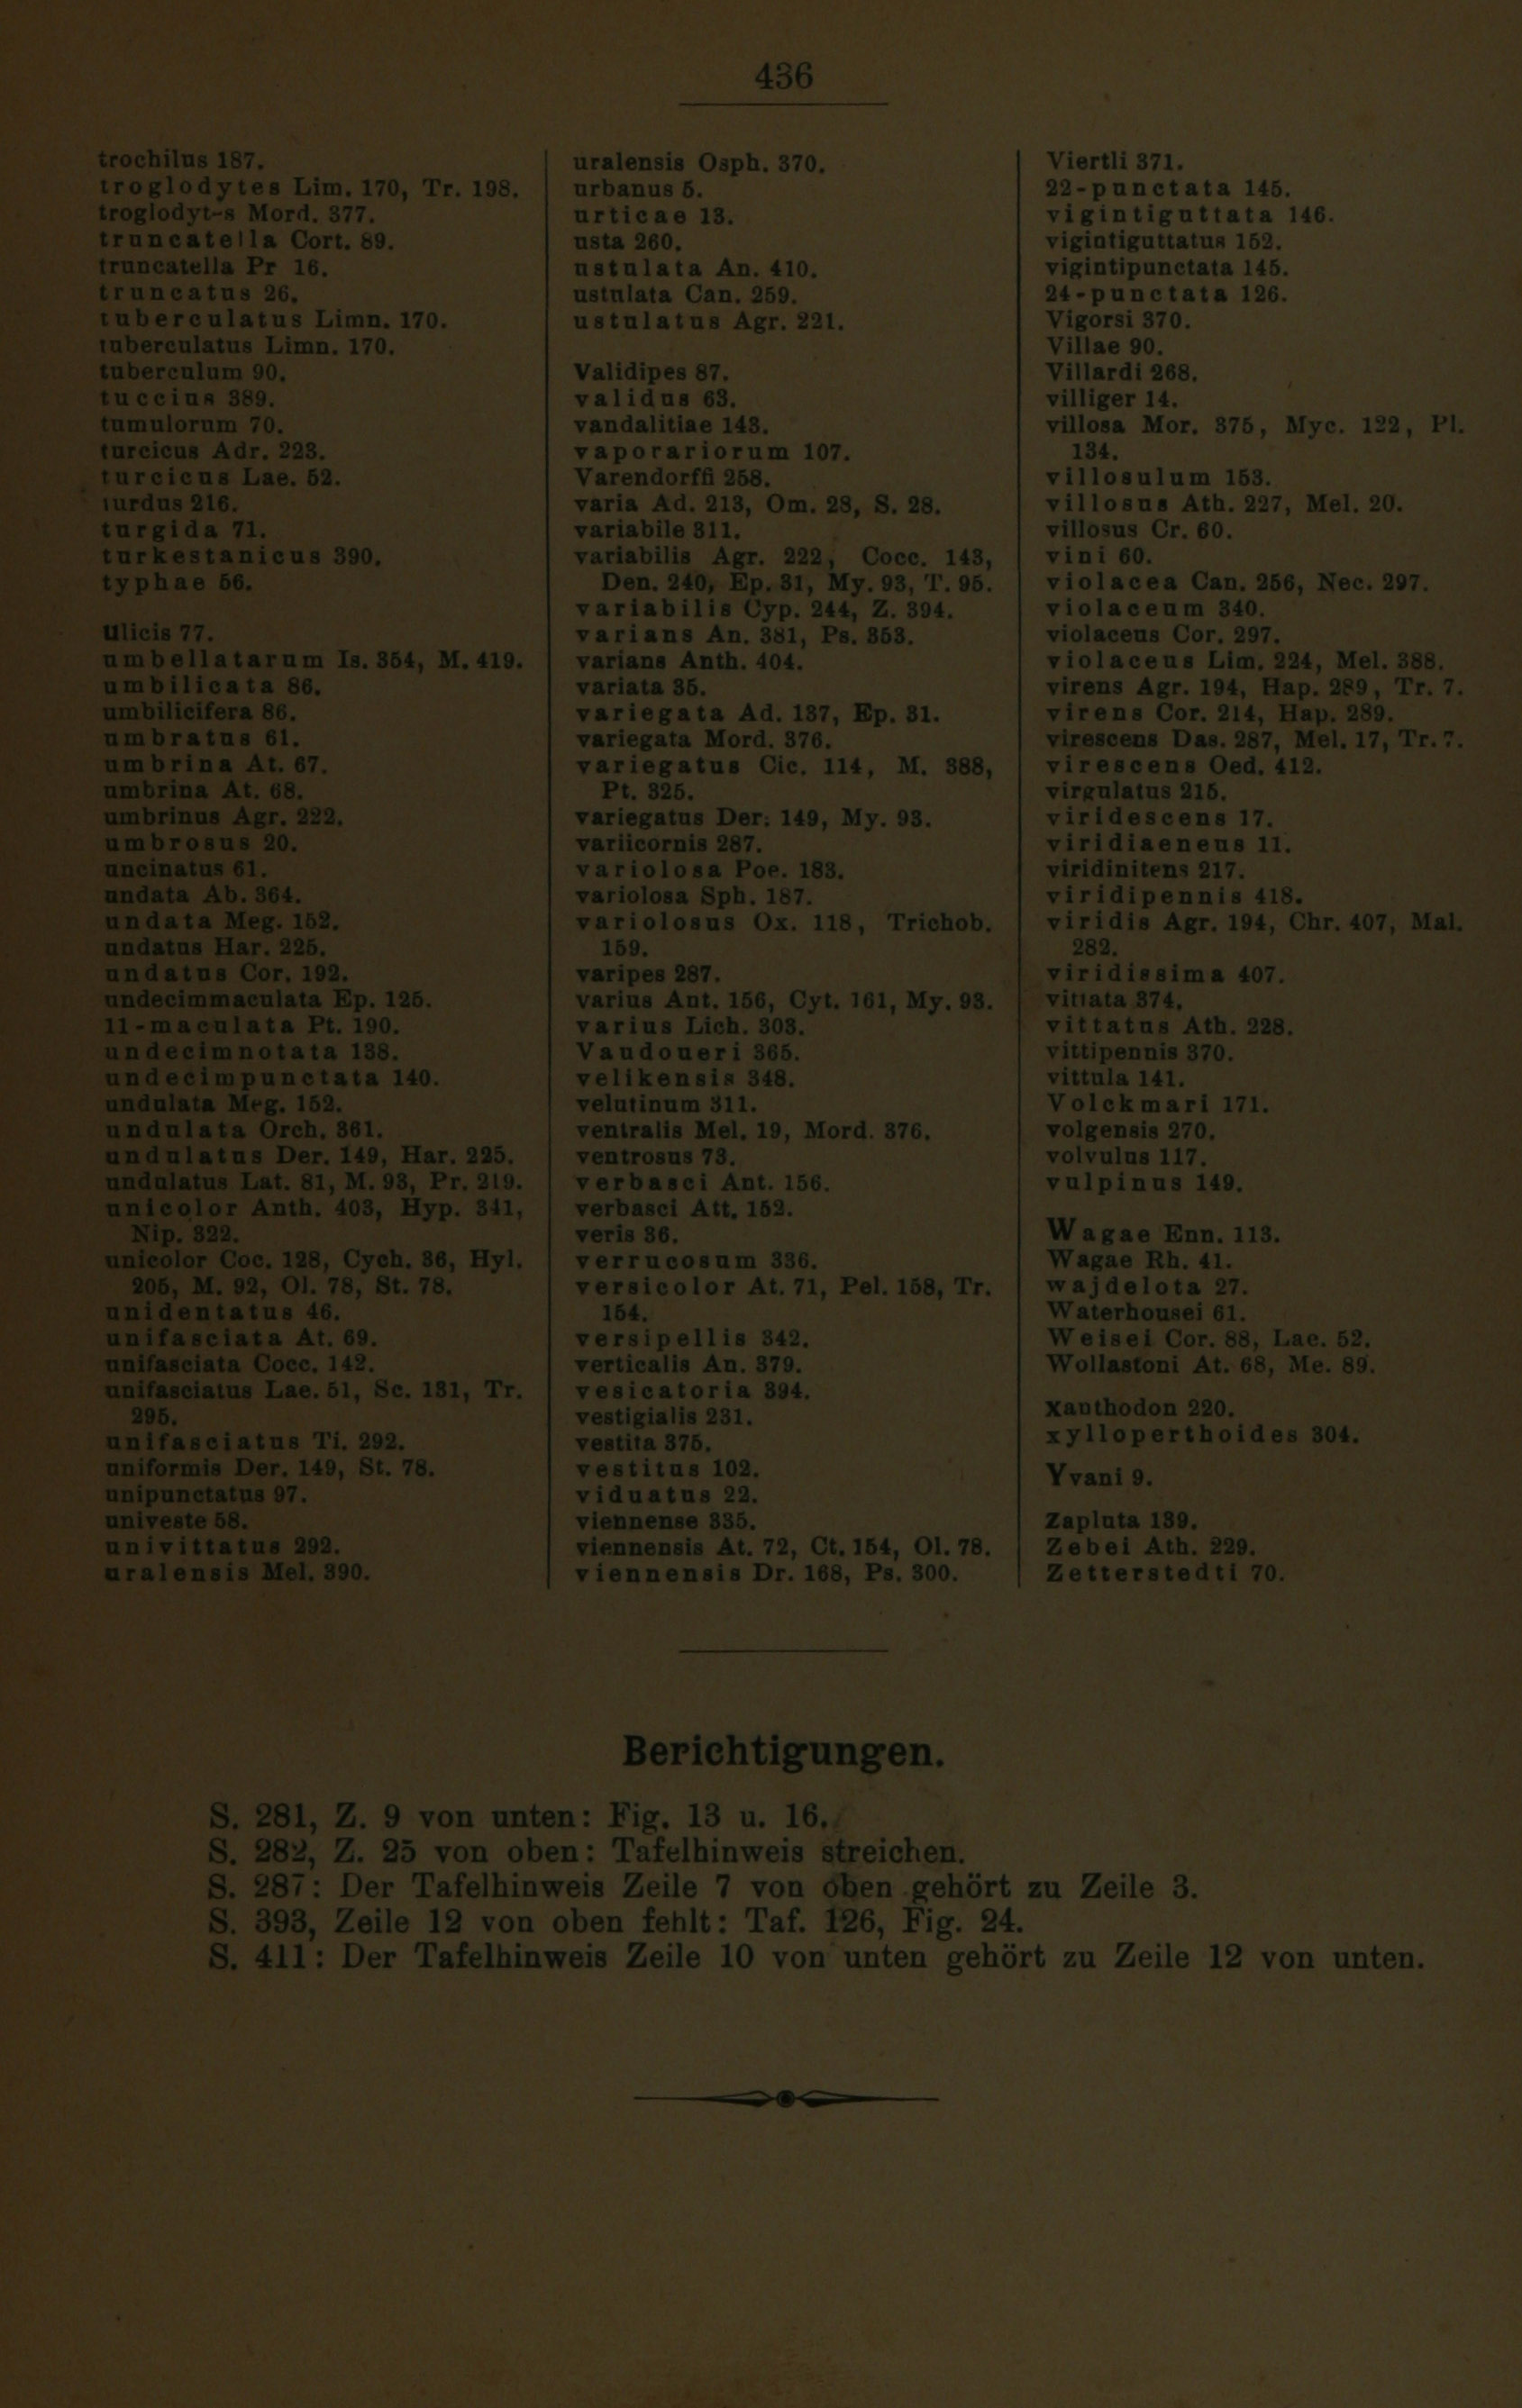 436
trochilus 187.
troglodytes Lim. 170, Tr. 198.
troglodyt-s Mord. 377.
truncatella Cort. 89.
truncatella Pr 16.
truncatus 26.
tuberculatus Limn. 170.
tuberculatus Limn. 170.
tuberculum 90.
tuccius 389.
tumulorum 70.
turcicus Adr. 223.
turcicus Lae. 52.
turdus 216.
turgida 71.
turkestanicus 390.
typhae 56.
Ulicis 77.
umbellatarum Is. 354, M. 419.
umbilicata 86.
umbilicifera 86.
umbratus 61.
umbrina At. 67.
umbrina At. 68.
umbrinus Agr. 222.
umbrosus 20.
uncinatus 61.
undata Ab. 364.
undata Meg. 152.
undatus Har. 225.
undatus Cor. 192.
undecimmaculata Ep. 125.
11-maculata Pt. 190.
undecimnotata 138.
undecimpunctata 140.
undulata Meg. 152.
undulata Orch. 361.
undulatus Der. 149, Har. 225.
undulatus Lat. 81, M. 93, Pr. 219.
unicolor Anth. 403, Hyp. 341,
Nip. 322.
unicolor Coc. 128, Cych. 36, Hyl.
205, M. 92, Ol. 78, St. 78.
unidentatus 46.
unifasciata At. 69.
unifasciata Cocc. 142.
unifasciatus Lae. 51, Sc. 181, Tr.
295.
unifasciatus Ti. 292.
uniformis Der. 149, St. 78.
unipunctatus 97.
univeste 58.
univittatus 292.
uralensis Mel. 390.
uralensis Osph. 370.
urbanus 5.
urticae 13.
usta 260.
ustulata An. 410.
ustulata Can. 259.
ustulatus Agr. 221.
Validipes 87.
validus 63.
vandalitiae 143.
vaporariorum 107.
Varendorffi 258.
varia Ad. 213, Om. 28, S. 28.
variabile 311.
variabilis Agr. 222, Cocc. 143,
Den. 240, Ep. 31, My. 93, T. 95.
variabilis Cyp. 244, Z. 394.
varians An. 381, Ps. 353.
varians Anth. 404.
variata 35.
variegata Ad. 137, Ep. 31.
variegata Mord. 376.
variegatus Cic. 114, M. 388,
Pt. 325.
variegatus Der. 149, My. 93.
variicornis 287.
variolosa Poe. 183.
variolosa Sph. 187.
variolosus Ox. 118, Trichob.
159.
varipes 287.
varius Ant. 156, Cyt. 161, My. 93.
varius Lich. 303.
Vaudoueri 365.
velikensis 348.
velutinum 311.
ventralis Mel. 19, Mord. 376.
ventrosus 73.
verbasci Ant. 156.
verbasci Att. 152.
veris 36.
verrucosum 336.
versicolor At. 71, Pel. 158, Tr.
154.
versipellis 342.
verticalis An. 379.
vesicatoria 394.
vestigialis 231.
vestita 375.
vestitus 102.
viduatus 22.
viennense 335.
viennensis At. 72, Ct. 154, Ol. 78.
viennensis Dr. 168, Ps. 300.
Viertli 371.
22-punctata 145.
vigintiguttata 146.
vigintiguttatus 152.
vigintipunctata 145.
24-punctata 126.
Vigorsi 370.
Villae 90.
Villardi 268.
villiger 14.
villosa Mor. 375, Myc. 122, Pl.
134.
villosulum 153.
villosus Ath. 227, Mel. 20.
villosus Cr. 60.
vini 60.
violacea Can. 256, Nec. 297.
violaceum 340.
violaceus Cor. 297.
violaceus Lim. 224, Mel. 388.
virens Agr. 194, Hap. 289, Tr. 7.
virens Cor. 214, Hap. 289.
virescens Das. 287, Mel. 17, Tr. 7.
virescens Oed. 412.
virgulatus 215.
viridescens 17.
viridiaeneus 11.
viridinitens 217.
viridipennis 418.
viridis Agr. 194, Chr. 407, Mal.
282.
viridissima 407.
vittata 374.
vittatus Ath. 228.
vittipennis 370.
vittula 141.
Volckmari 171.
volgensis 270.
volvulus 117.
vulpinus 149.
Wagae Enn. 113.
Wagae Rh. 41.
wajdelota 27.
Waterhousei 61.
Weisei Cor. 88, Lae. 52.
Wollastoni At. 68, Me. 89.
Xanthodon 220.
xylloperthoides 304.
Yvani 9.
Zapluta 139.
Zebei Ath. 229.
Zetterstedti 70.
Berichtigungen.
S. 281, Z. 9 von unten: Fig. 13 u. 16.
S. 282, Z. 25 von oben: Tafelhinweis streichen.
S. 287: Der Tafelhinweis Zeile 7 von oben gehört zu Zeile 3.
S. 393, Zeile 12 von oben fehlt: Taf. 126, Fig. 24.
S. 411: Der Tafelhinweis Zeile 10 von unten gehört zu Zeile 12 von unten.